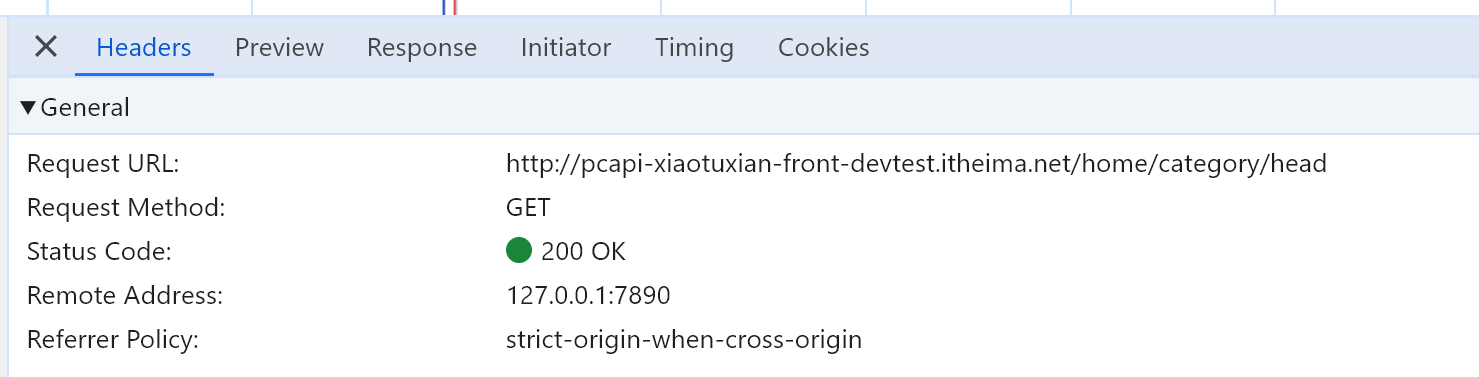 Headers Preview Response Initiator Timing Cookies
General
Request URL: http://pcapi-xiaotuxian-front-devtest.itheima.net/home/category/head
Request Method: GET
Status Code: 200 OK
Remote Address: 127.0.0.1:7890
Referrer Policy: strict-origin-when-cross-origin